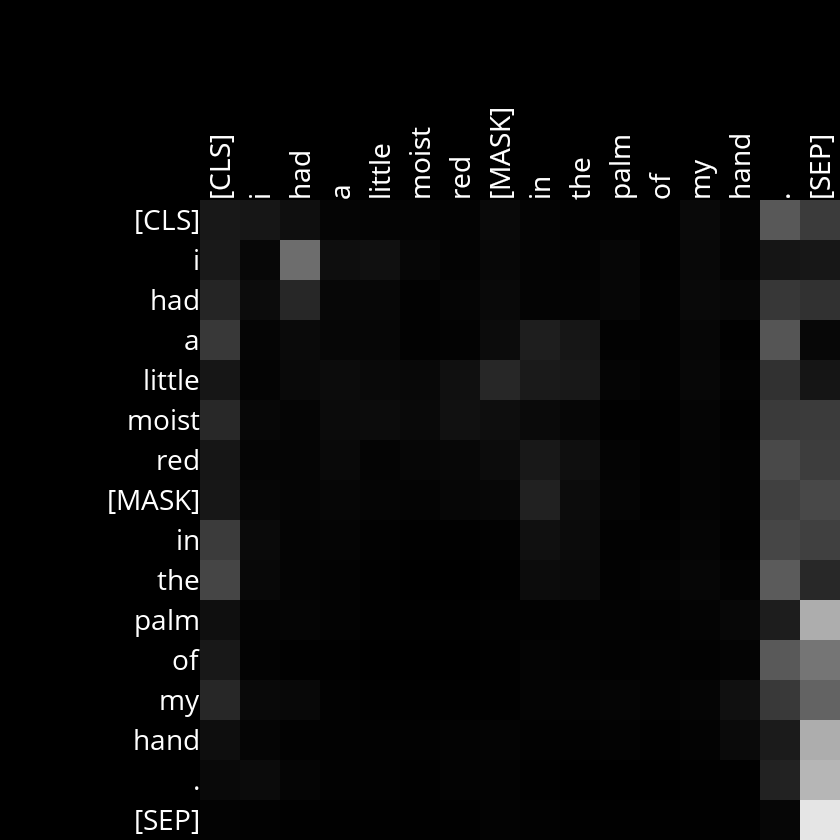 [CLS] i had a little moist red [MASK] in the palm of my hand . [SEP]
[CLS]
i
had
a
little
moist
red
[MASK]
in
the
palm
of
my
hand
.
[SEP]